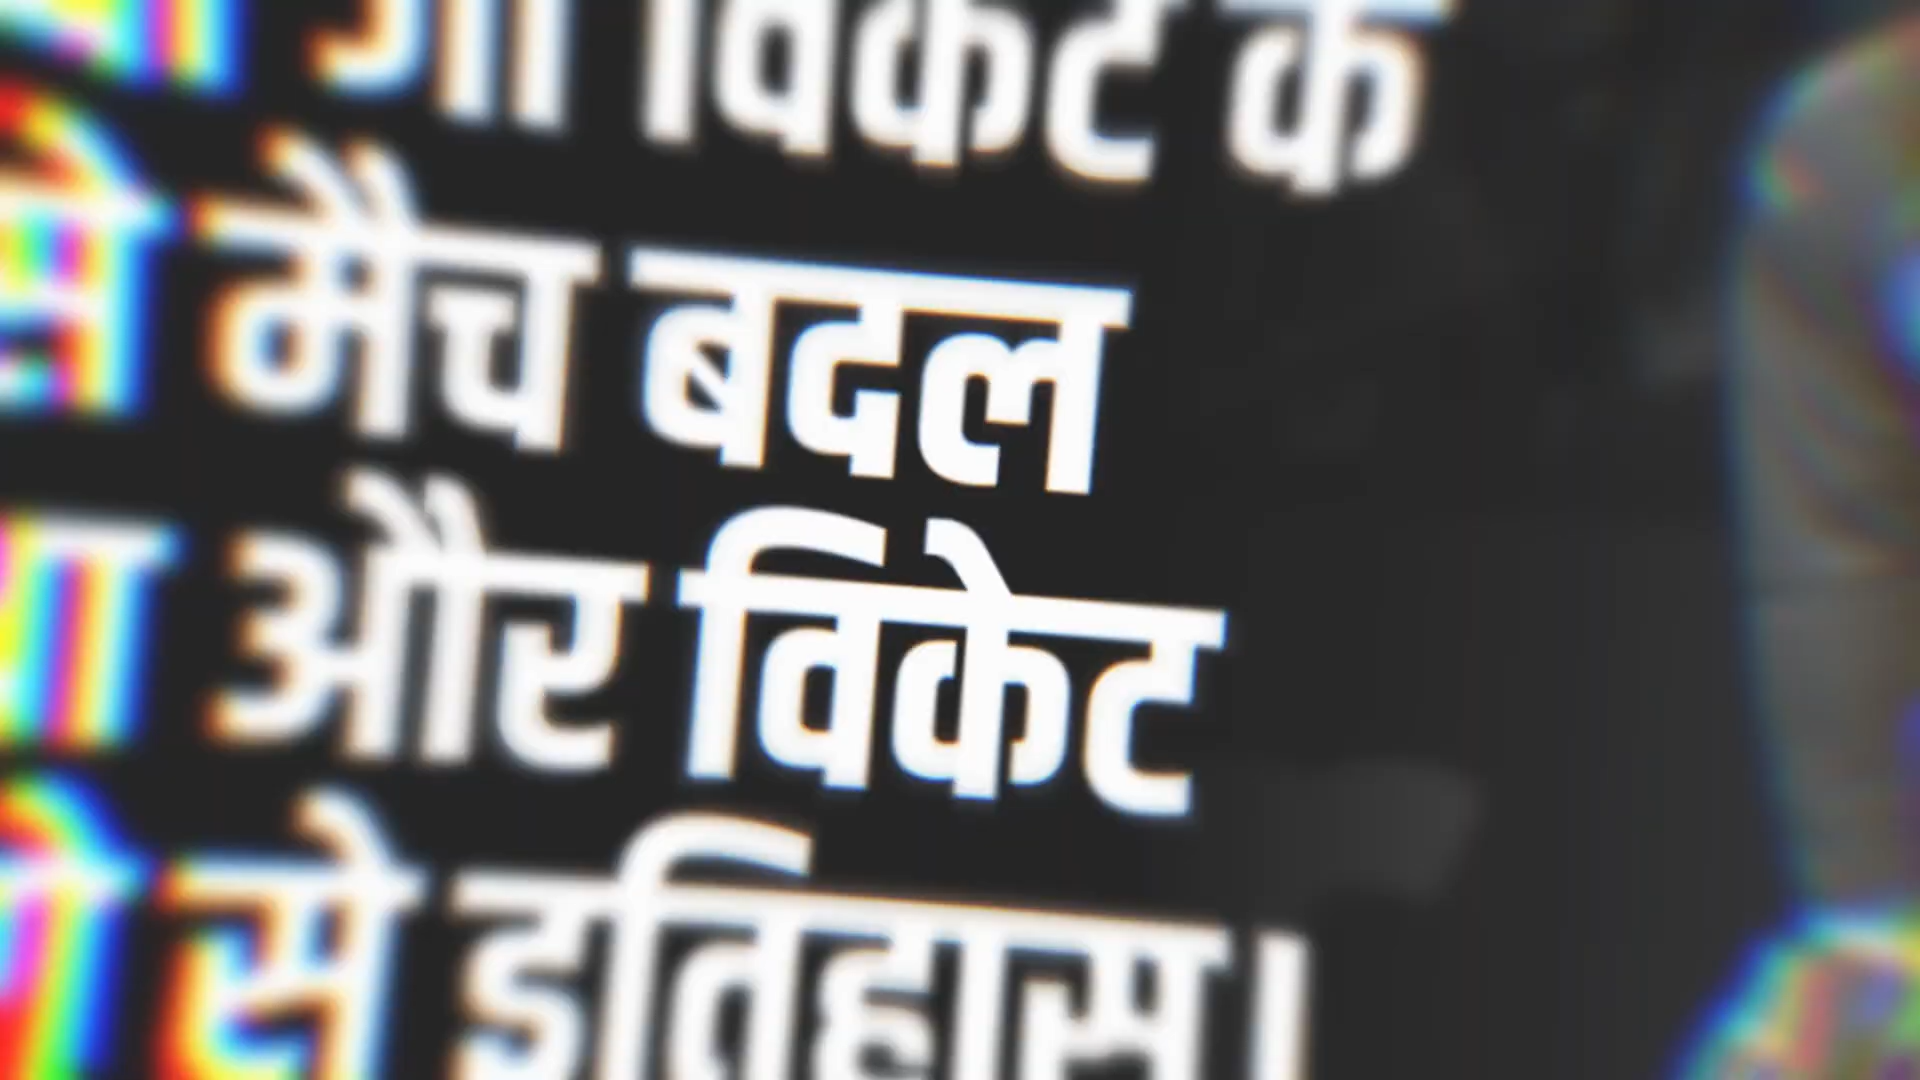 जो विकेट के
से मैच बदल
और विकेट
से इतिहास।